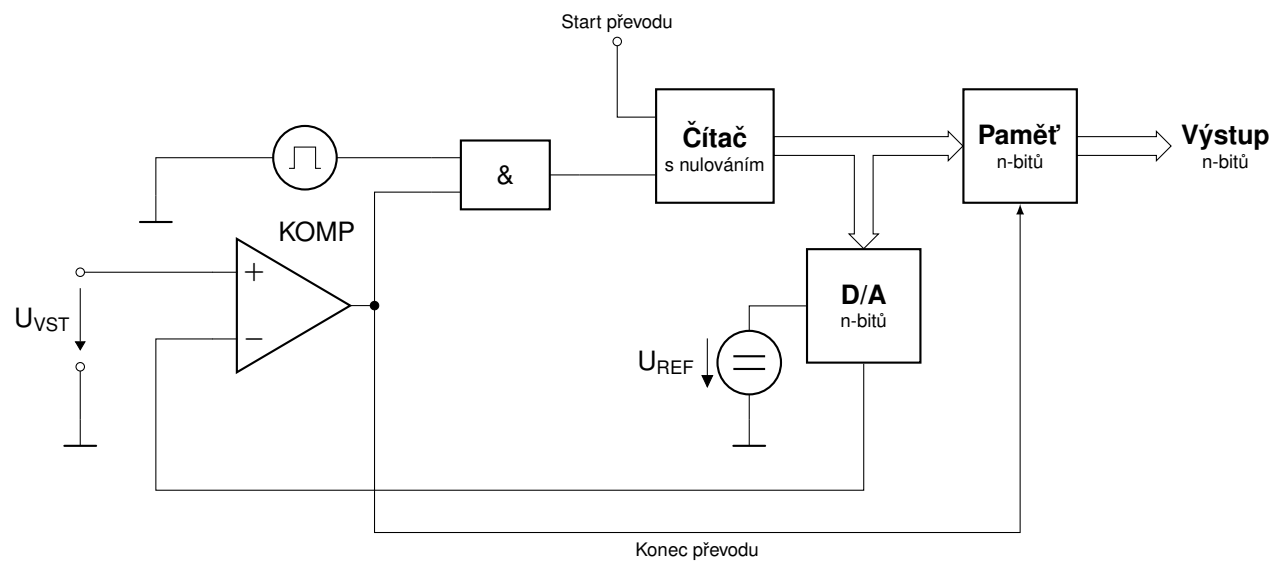 Start převodu
Čítač
s nulováním
Paměť
n-bitů
Výstup
n-bitů
&
KOMP
+
−
U_VST
D/A
n-bitů
U_REF
Konec převodu